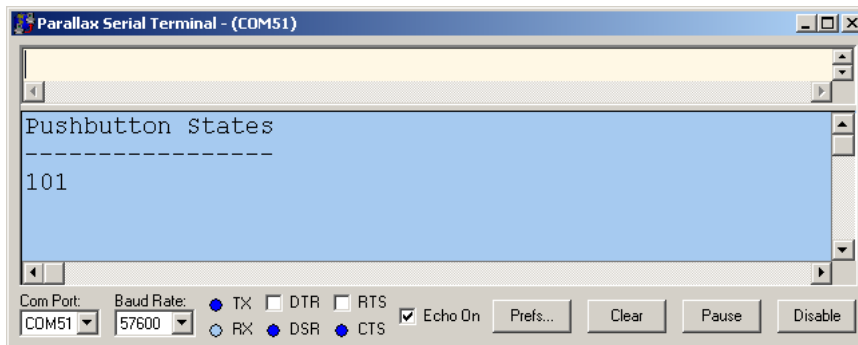 Parallax Serial Terminal - (COM51)
Pushbutton States
-----------------
101
Com Port: Baud Rate: TX DTR RTS
COM51 57600 RX DSR CTS Echo On Prefs... Clear Pause Disable